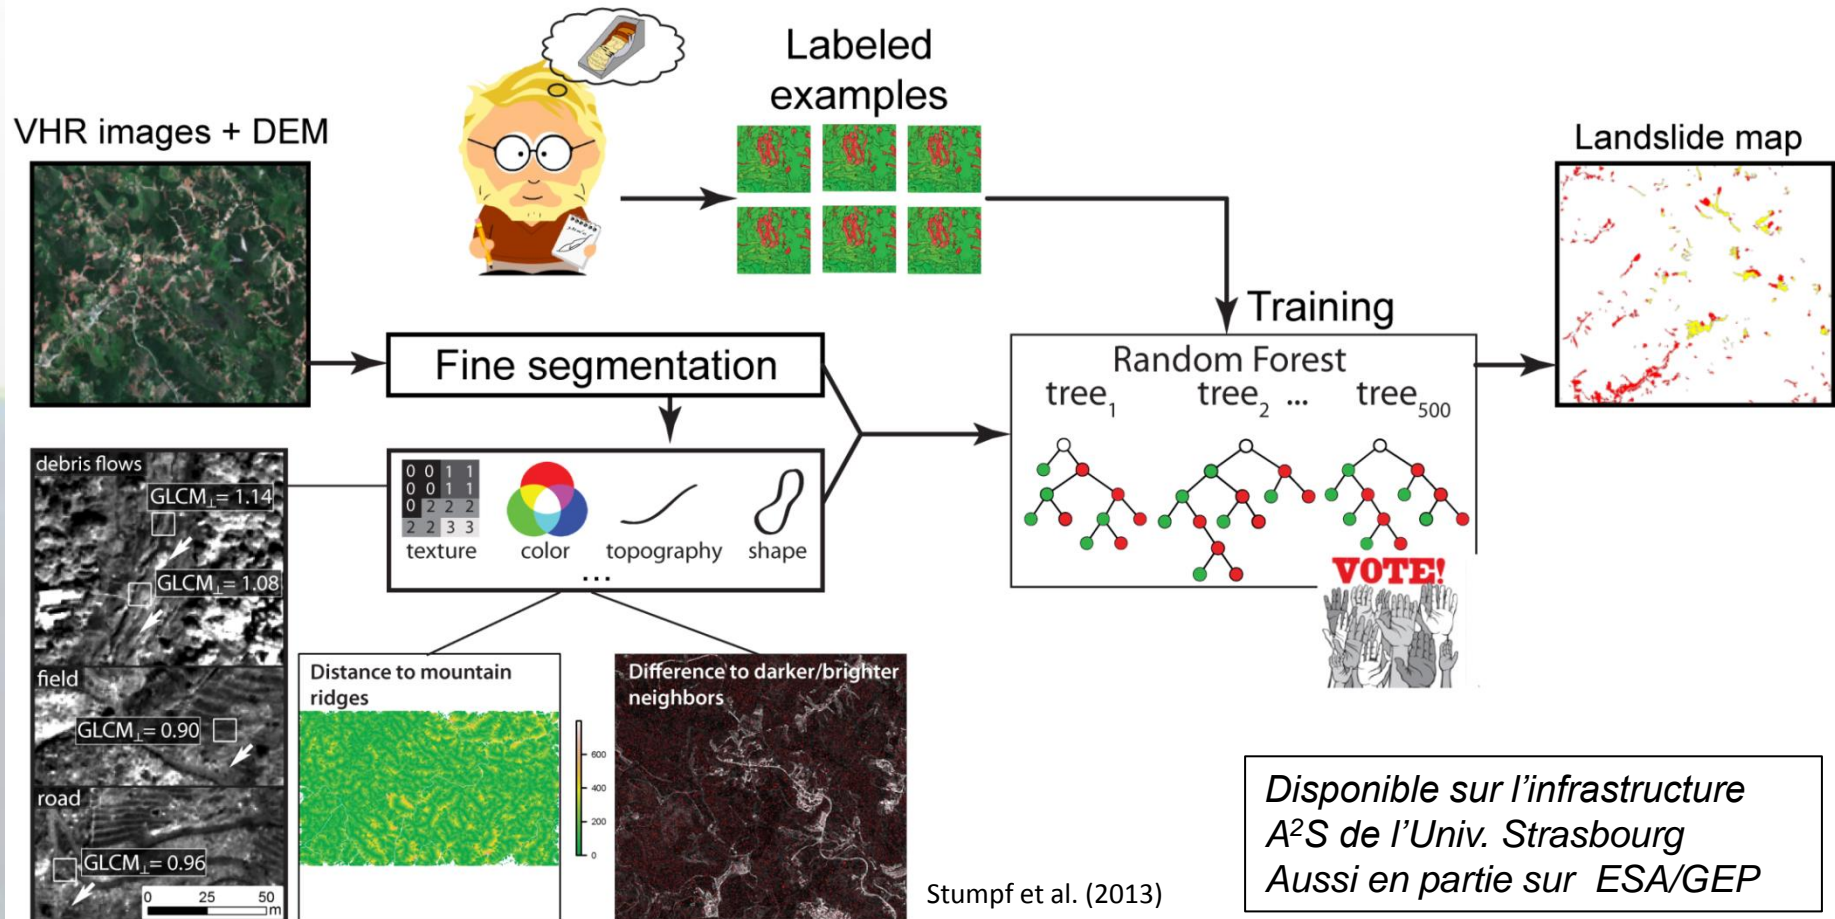 Labeled
examples
VHR images + DEM
Landslide map
Fine segmentation
Training
Random Forest
tree1 tree2 ... tree500
VOTE!
0 0 1 1
0 0 1 1
0 2 2 2
2 2 3 3
texture color topography shape
...
debris flows
GLCM⊥= 1.14
GLCM⊥= 1.08
field
GLCM⊥= 0.90
road
GLCM⊥= 0.96
0 25 50
m
Distance to mountain
ridges
600
400
200
0
Difference to darker/brighter
neighbors
Stumpf et al. (2013)
Disponible sur l’infrastructure
A²S de l’Univ. Strasbourg
Aussi en partie sur ESA/GEP